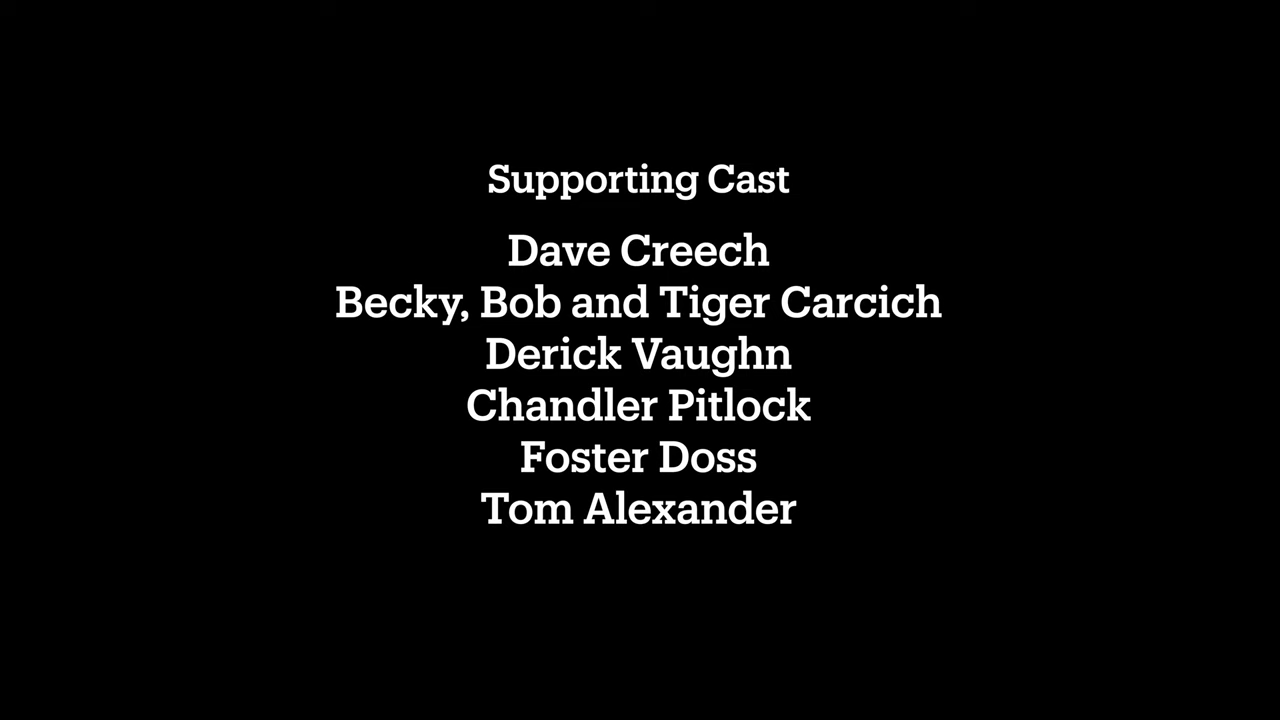 Supporting Cast
Dave Creech
Becky, Bob and Tiger Carcich
Derick Vaughn
Chandler Pitlock
Foster Doss
Tom Alexander